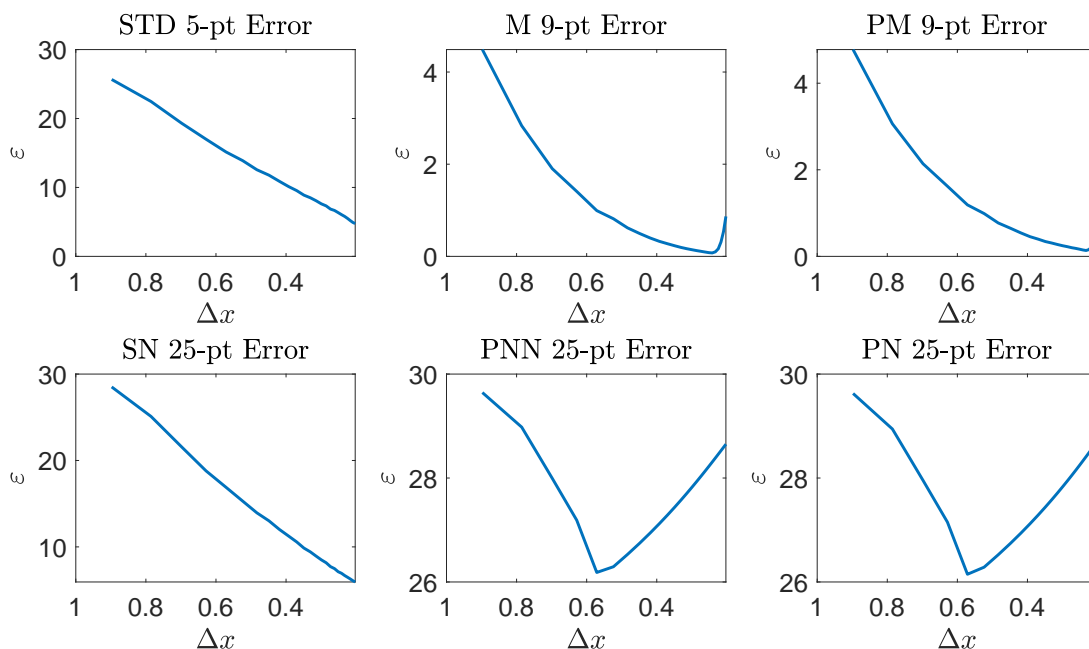 STD 5-pt Error
M 9-pt Error
PM 9-pt Error
30
20
10
0
ε
1
0.8
0.6
0.4
Δx
4
2
0
ε
1
0.8
0.6
0.4
Δx
4
2
0
ε
1
0.8
0.6
0.4
Δx
SN 25-pt Error
PNN 25-pt Error
PN 25-pt Error
30
20
10
ε
1
0.8
0.6
0.4
Δx
30
28
26
ε
1
0.8
0.6
0.4
Δx
30
28
26
ε
1
0.8
0.6
0.4
Δx